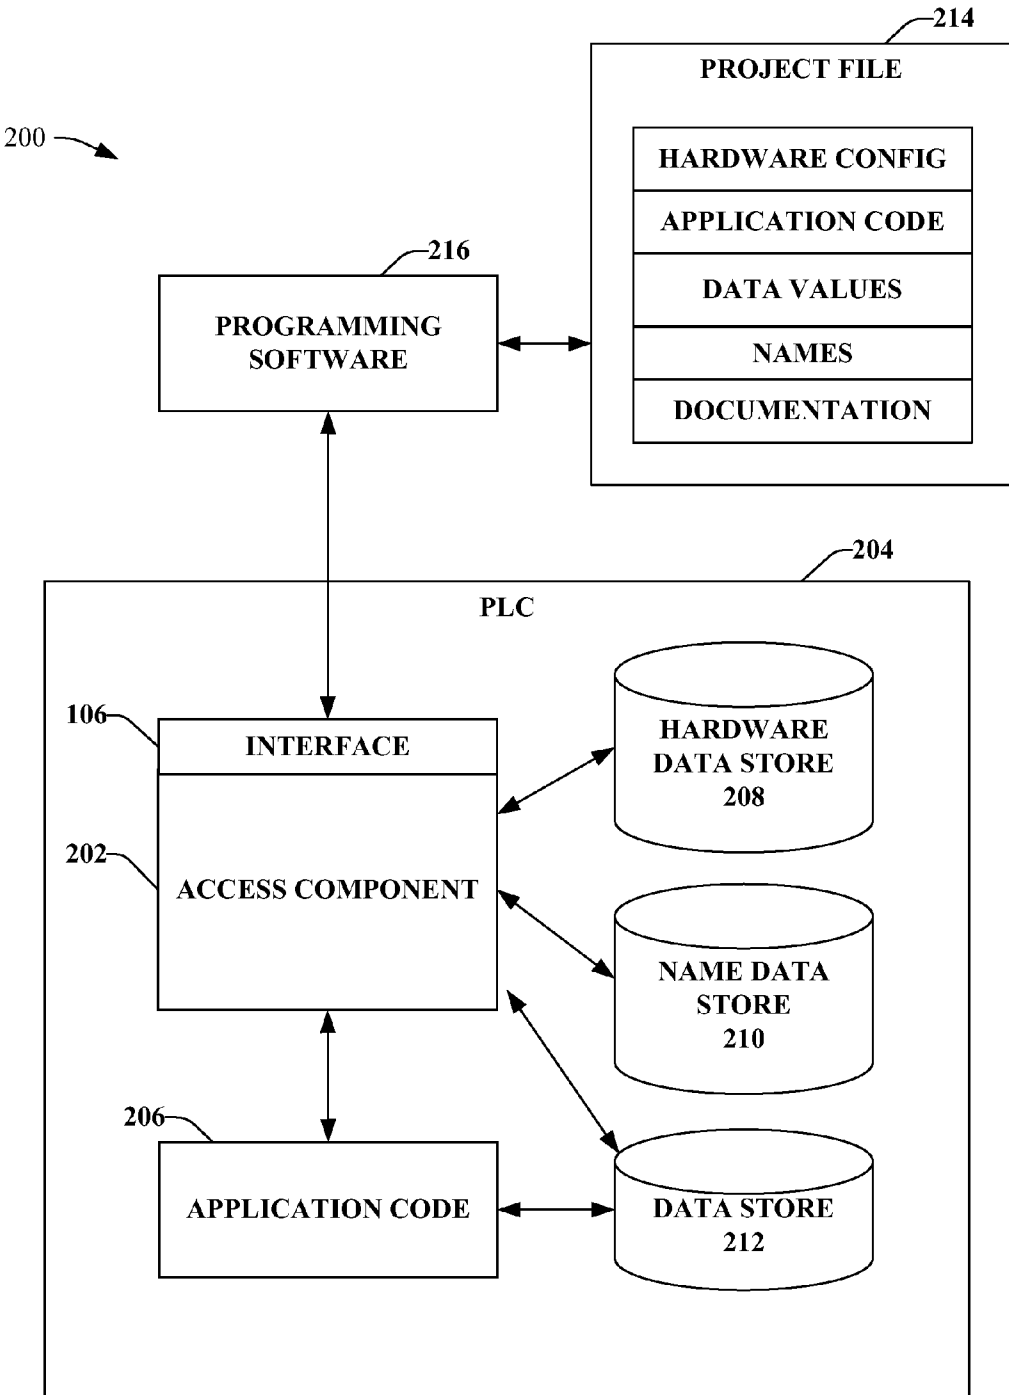 214
PROJECT FILE
200
HARDWARE CONFIG
APPLICATION CODE
216
DATA VALUES
PROGRAMMING
SOFTWARE
NAMES
DOCUMENTATION
204
PLC
106
INTERFACE
HARDWARE
DATA STORE
208
202
ACCESS COMPONENT
NAME DATA
STORE
210
206
APPLICATION CODE
DATA STORE
212